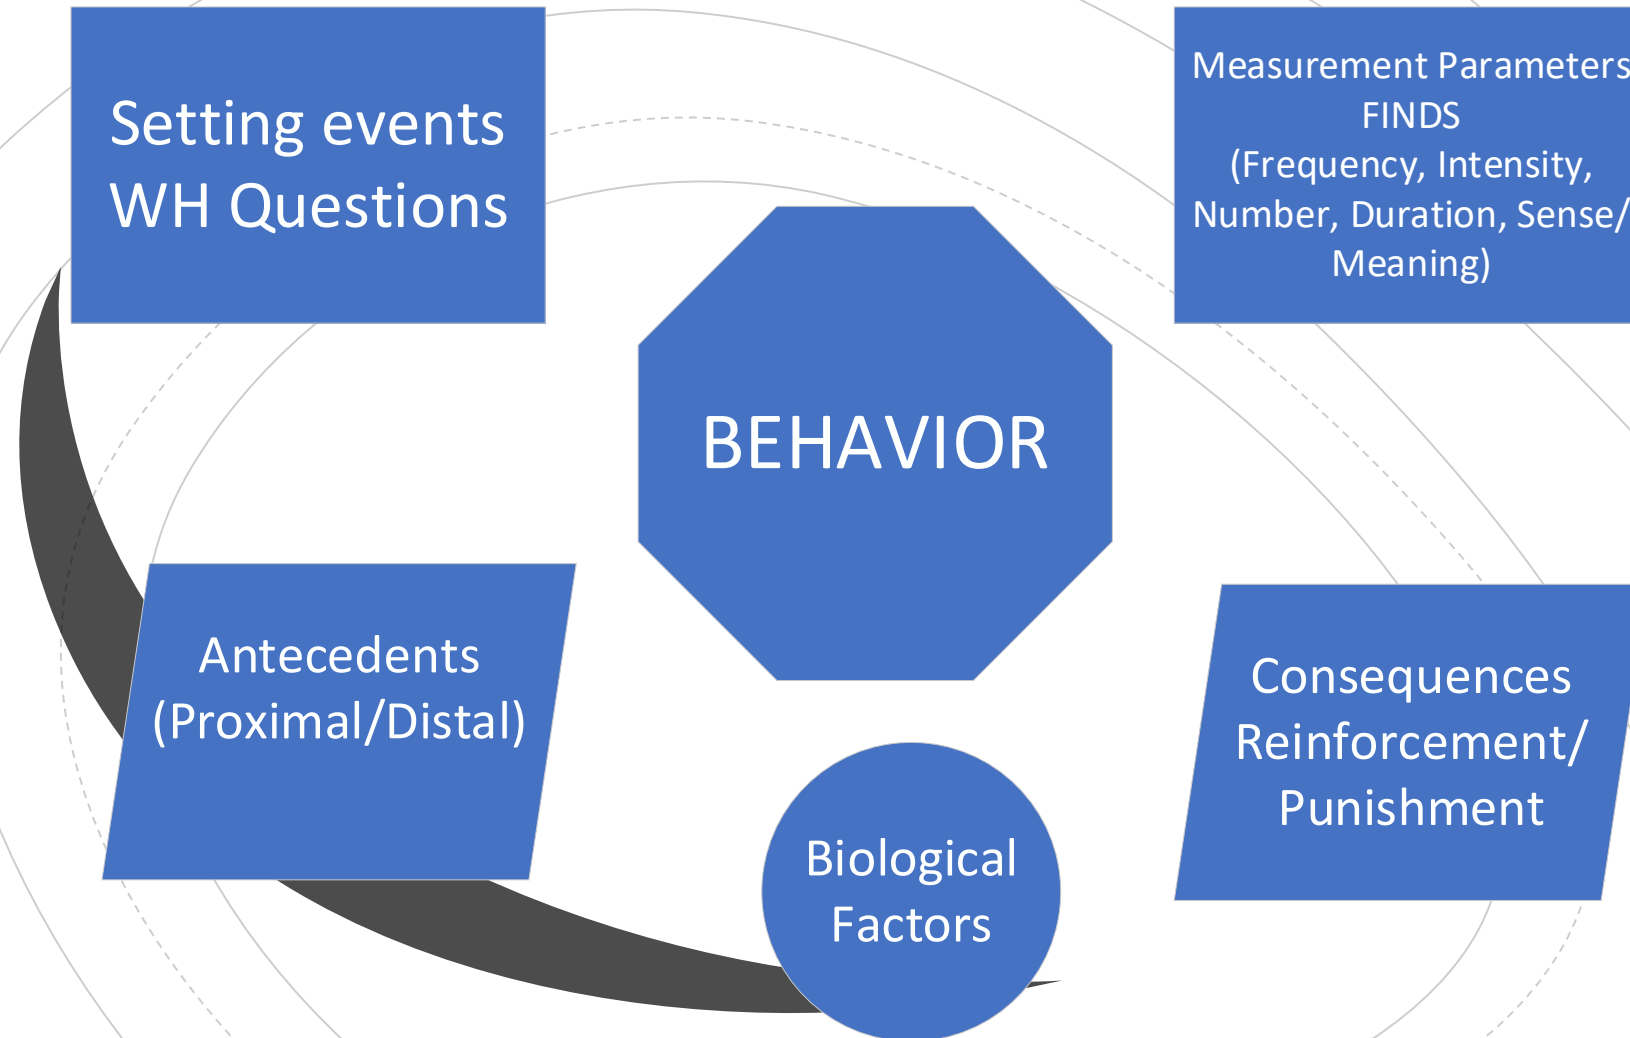 Setting events
WH Questions
Measurement Parameters
FINDS
(Frequency, Intensity,
Number, Duration, Sense/
Meaning)
BEHAVIOR
Antecedents
(Proximal/Distal)
Consequences
Reinforcement/
Punishment
Biological
Factors